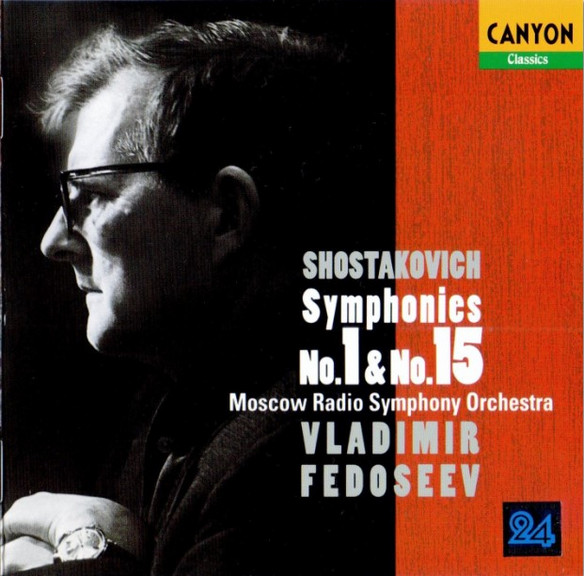 CANYON
Classics
SHOSTAKOVICH
Symphonies
No.1 & No.15
Moscow Radio Symphony Orchestra
VLADIMIR
FEDOSEEV
24